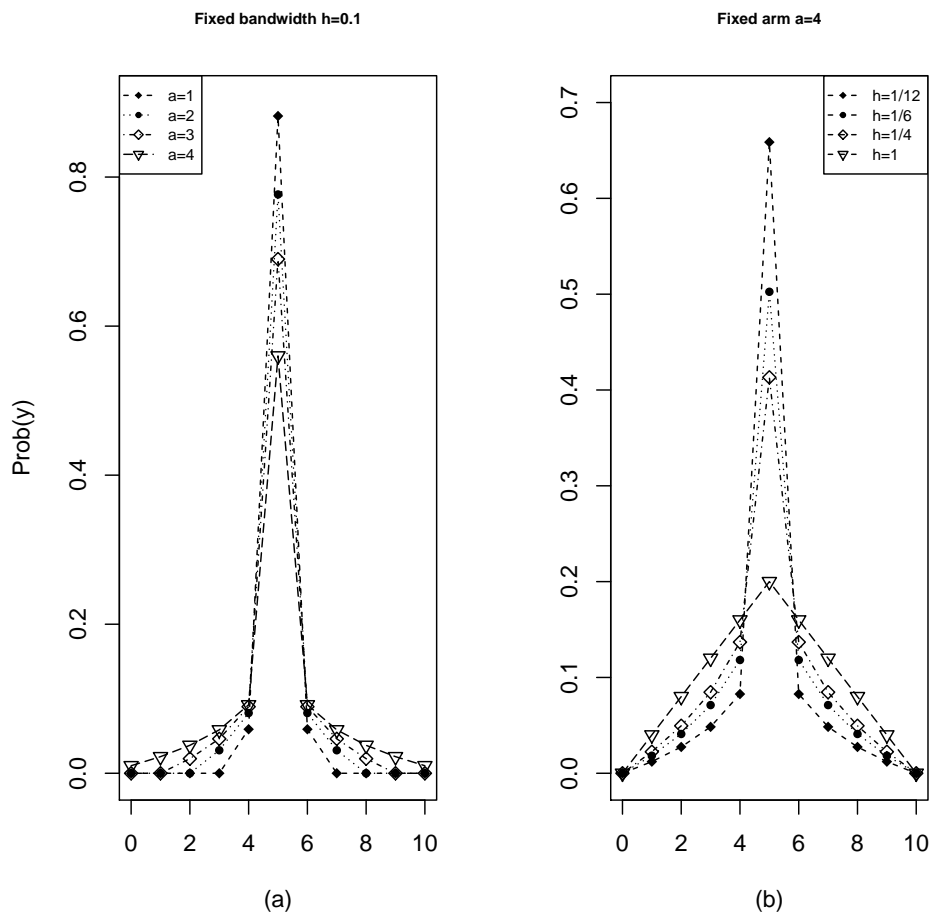 Fixed bandwidth h=0.1
a=1
a=2
a=3
a=4
Prob(y)
0.8
0.6
0.4
0.2
0.0
0 2 4 6 8 10
(a)
Fixed arm a=4
h=1/12
h=1/6
h=1/4
h=1
0.7
0.6
0.5
0.4
0.3
0.2
0.1
0.0
0 2 4 6 8 10
(b)